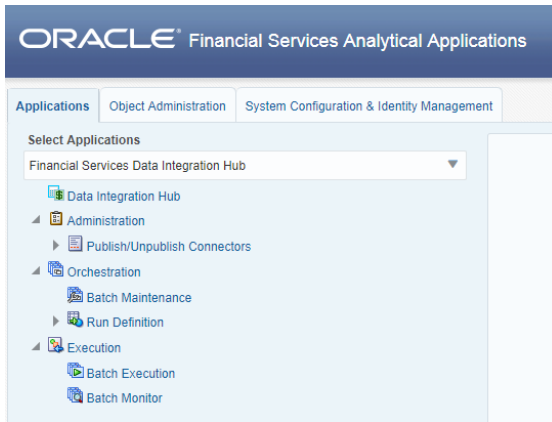 ORACLE® Financial Services Analytical Applications
Applications Object Administration System Configuration & Identity Management
Select Applications
Financial Services Data Integration Hub
Data Integration Hub
Administration
Publish/Unpublish Connectors
Orchestration
Batch Maintenance
Run Definition
Execution
Batch Execution
Batch Monitor